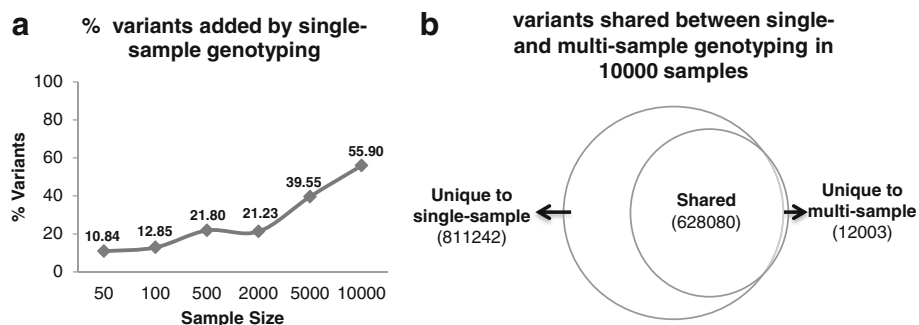 a
% variants added by single-
sample genotyping
% Variants
100
80
60
40
20
0
10.84
12.85
21.80
21.23
39.55
55.90
50 100 500 2000 5000 10000
Sample Size
b
variants shared between single-
and multi-sample genotyping in
10000 samples
Unique to
single-sample
(811242)
Shared
(628080)
Unique to
multi-sample
(12003)